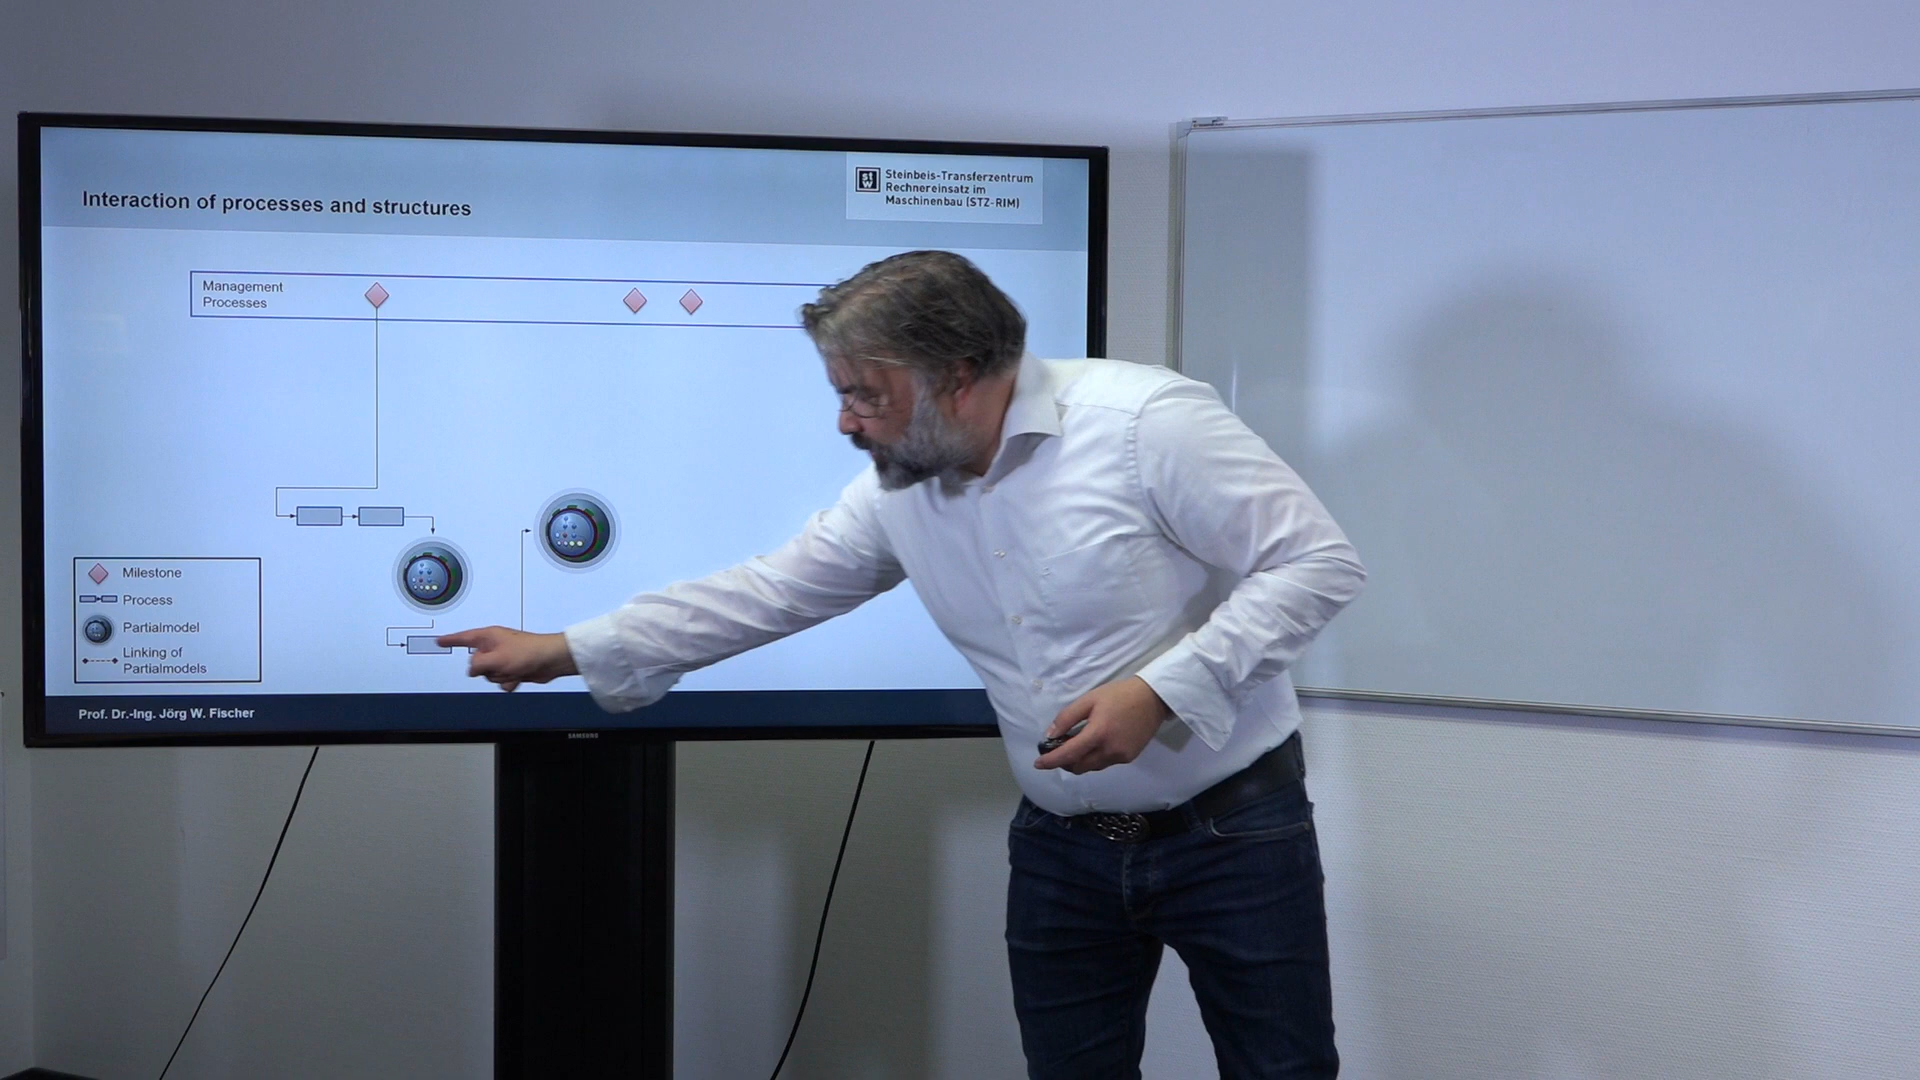 Interaction of processes and structures
st
w
Steinbeis-Transferzentrum
Rechnereinsatz im
Maschinenbau (STZ-RIM)
Management
Processes
Milestone
Process
Partialmodel
Linking of
Partialmodels
Prof. Dr.-Ing. Jörg W. Fischer
SAMSUNG